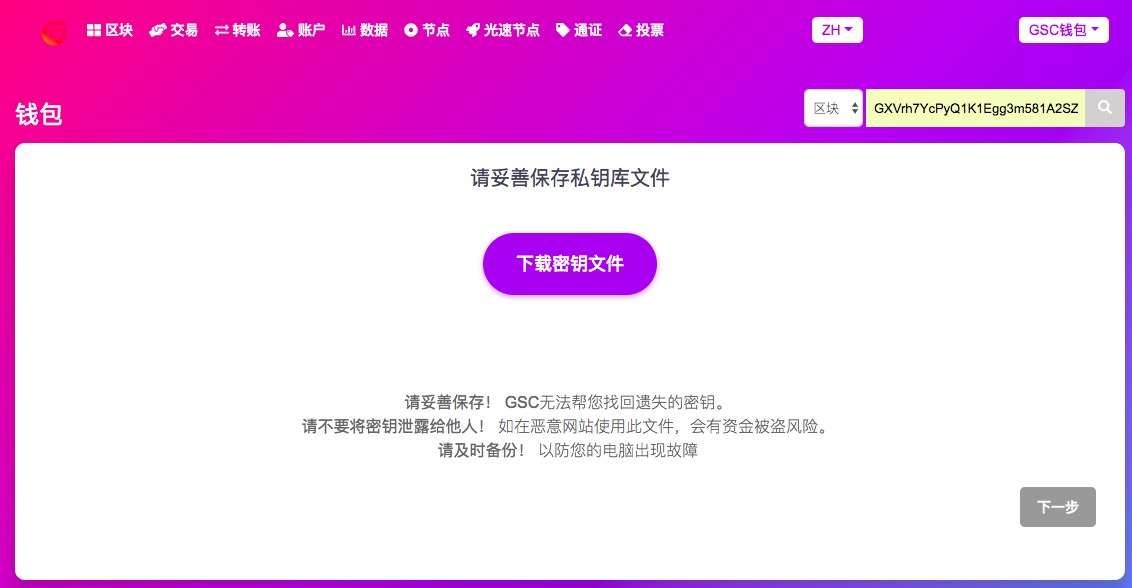 区块 交易 转账 账户 数据 节点 光速节点 通证 投票 ZH GSC钱包
钱包 区块 GXVrh7YcPyQ1K1Egg3m581A2SZ
请妥善保存私钥库文件
下载密钥文件
请妥善保存！ GSC无法帮您找回遗失的密钥。
请不要将密钥泄露给他人！ 如在恶意网站使用此文件，会有资金被盗风险。
请及时备份！ 以防您的电脑出现故障
下一步